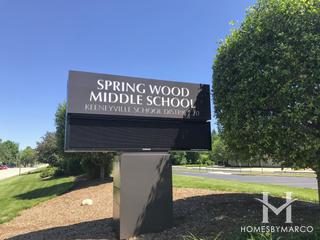 SPRING WOOD
MIDDLE SCHOOL
KEENEYVILLE SCHOOL DISTRICT 20
HOMESBYMARCO